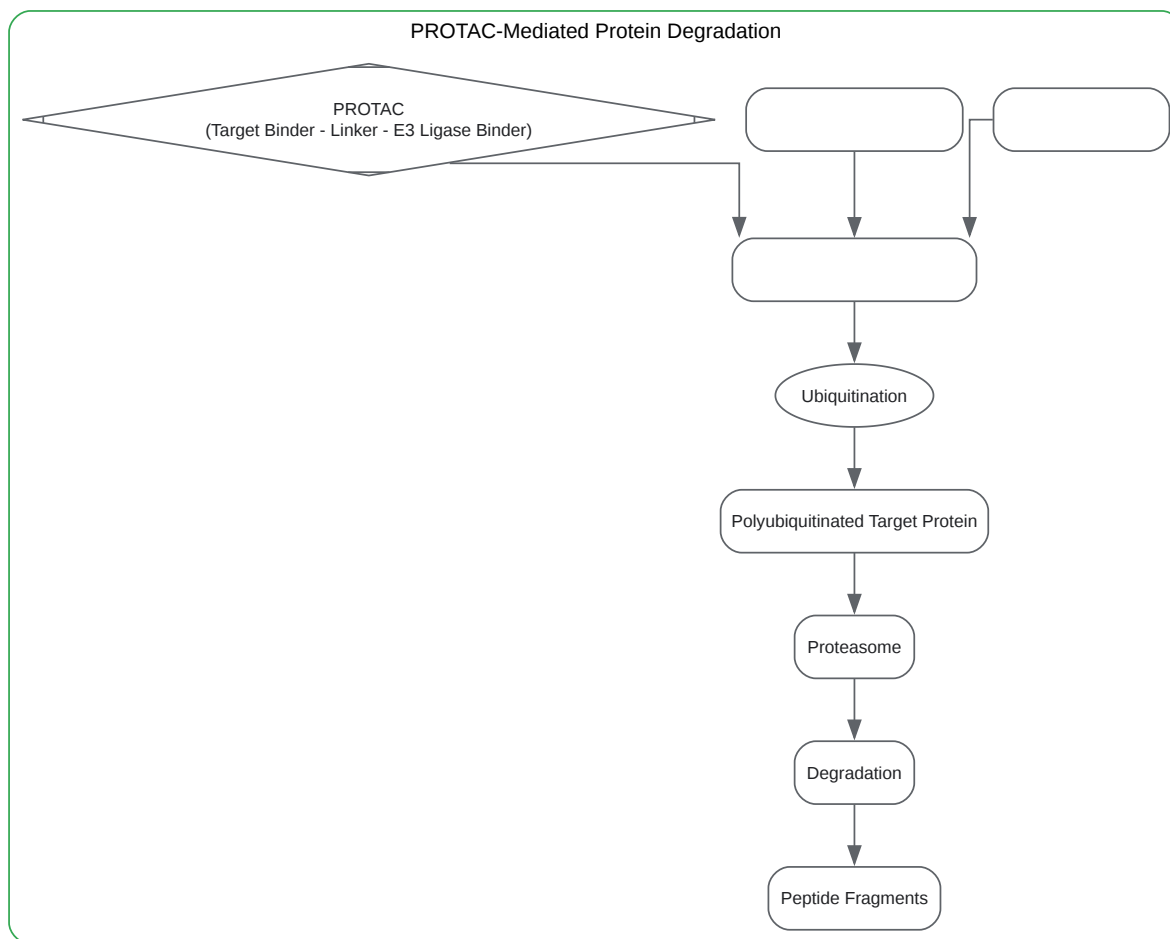 PROTAC-Mediated Protein Degradation
PROTAC
(Target Binder - Linker - E3 Ligase Binder)
Ubiquitination
Polyubiquitinated Target Protein
Proteasome
Degradation
Peptide Fragments